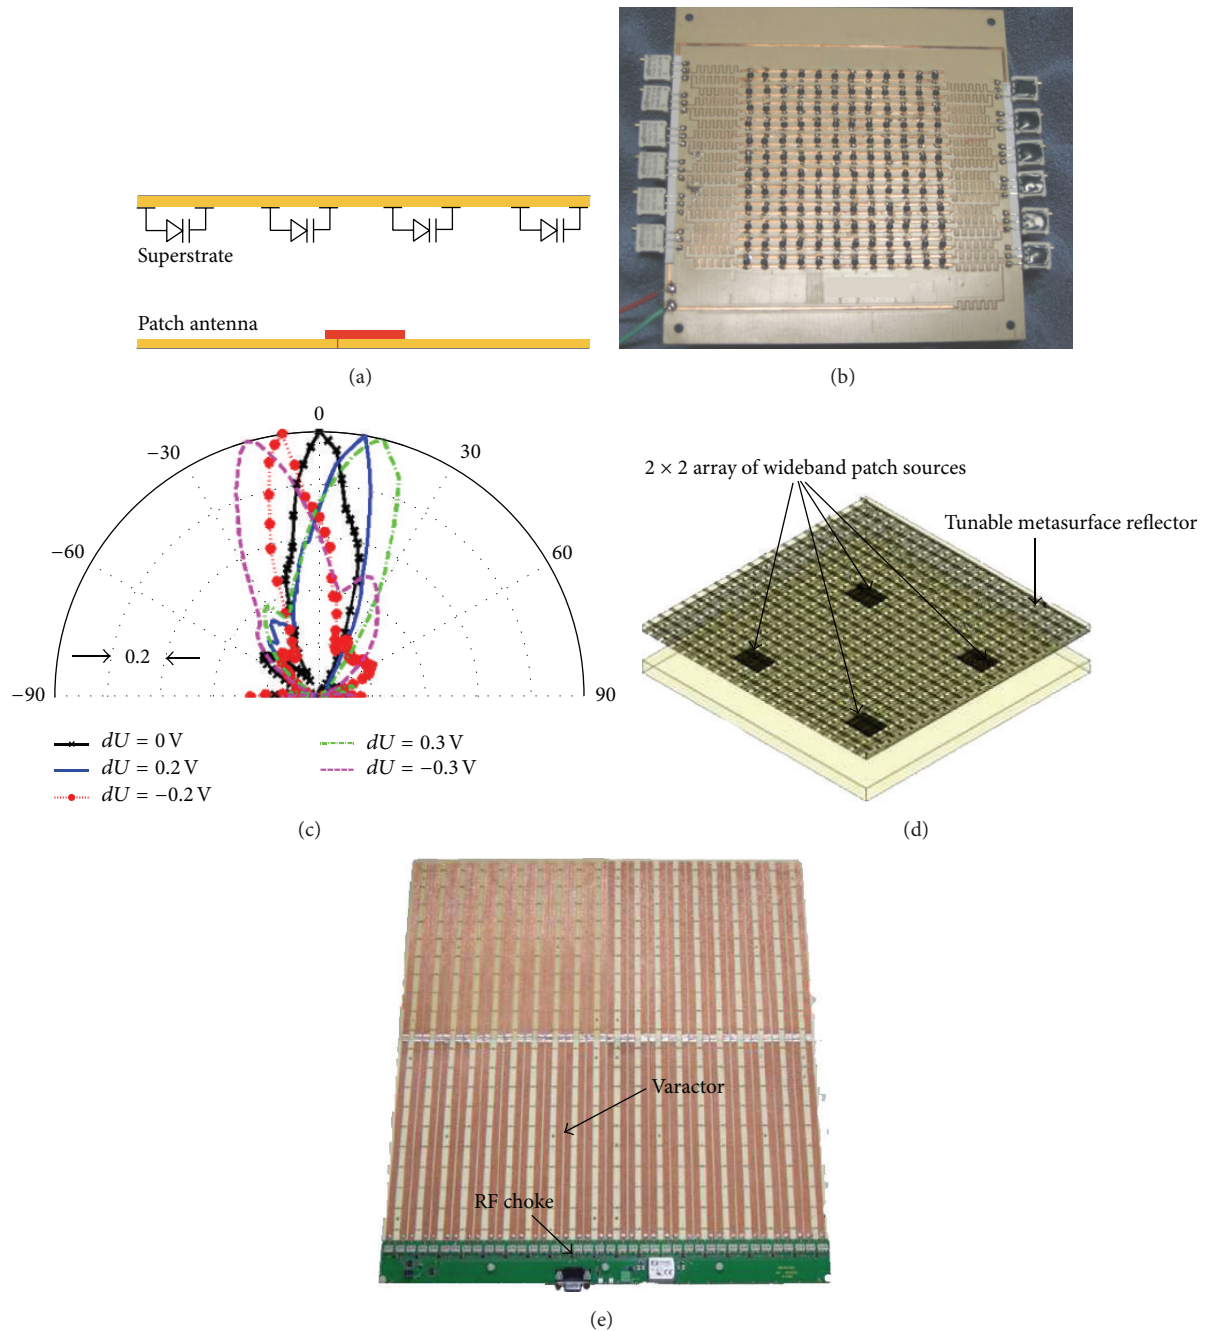 Superstrate
Patch antenna
(a)
(b)
0
−30
30
−60
60
0.2
−90
90
dU = 0 V
dU = 0.3 V
dU = 0.2 V
dU = −0.3 V
dU = −0.2 V
(c)
2 × 2 array of wideband patch sources
Tunable metasurface reflector
(d)
Varactor
RF choke
(e)